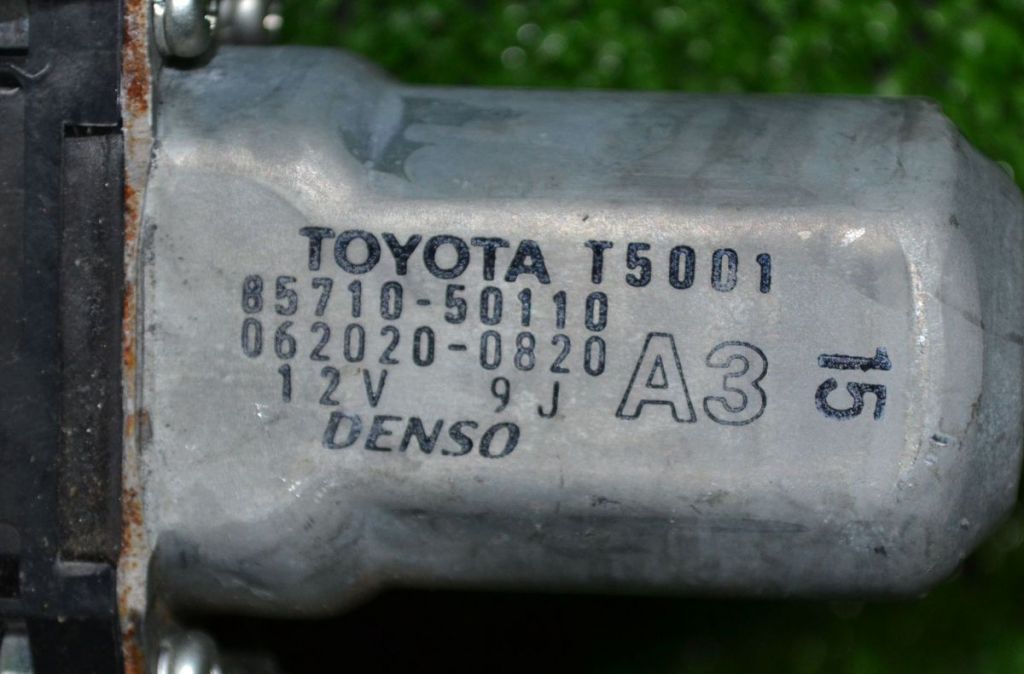 TOYOTA T5001
85710-50110
062020-0820
12V 9J
DENSO
A3
15